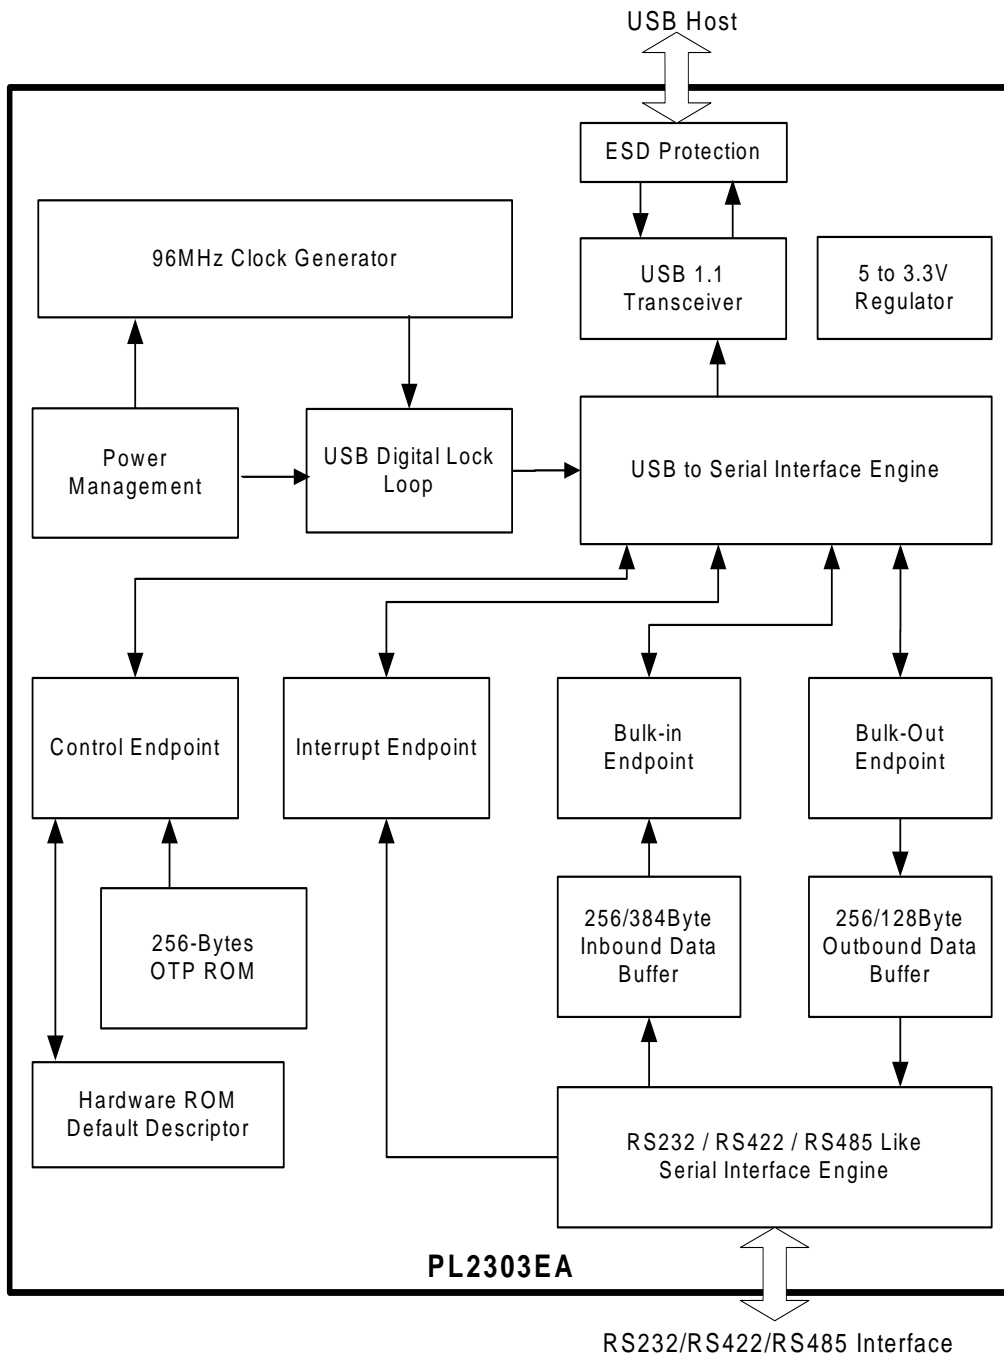 USB Host
ESD Protection
96MHz Clock Generator
USB 1.1
Transceiver
5 to 3.3V
Regulator
Power
Management
USB Digital Lock
Loop
USB to Serial Interface Engine
Control Endpoint
Interrupt Endpoint
Bulk-in
Endpoint
Bulk-Out
Endpoint
256-Bytes
OTP ROM
256/384Byte
Inbound Data
Buffer
256/128Byte
Outbound Data
Buffer
Hardware ROM
Default Descriptor
RS232 / RS422 / RS485 Like
Serial Interface Engine
PL2303EA
RS232/RS422/RS485 Interface